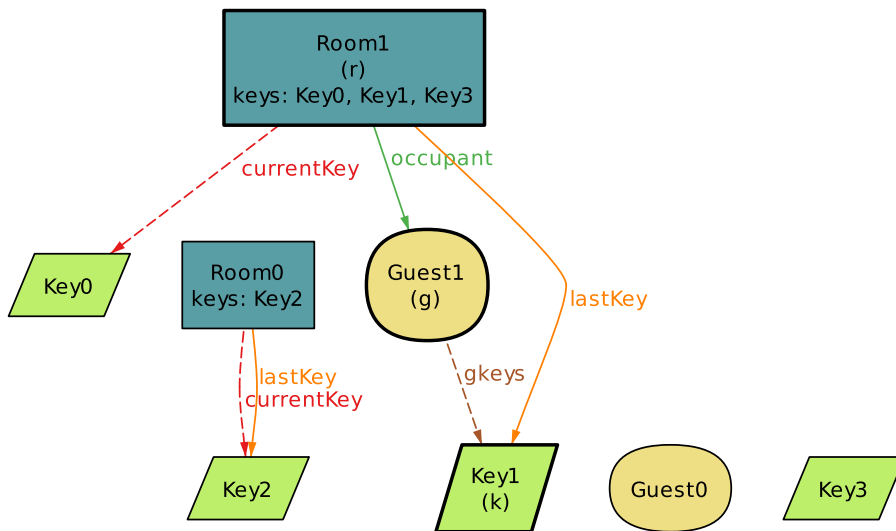 Room1
(r)
keys: Key0, Key1, Key3
occupant
currentKey
Key0
Room0
keys: Key2
Guest1
(g)
lastKey
gkeys
lastKey
currentKey
Key2
Key1
(k)
Guest0
Key3